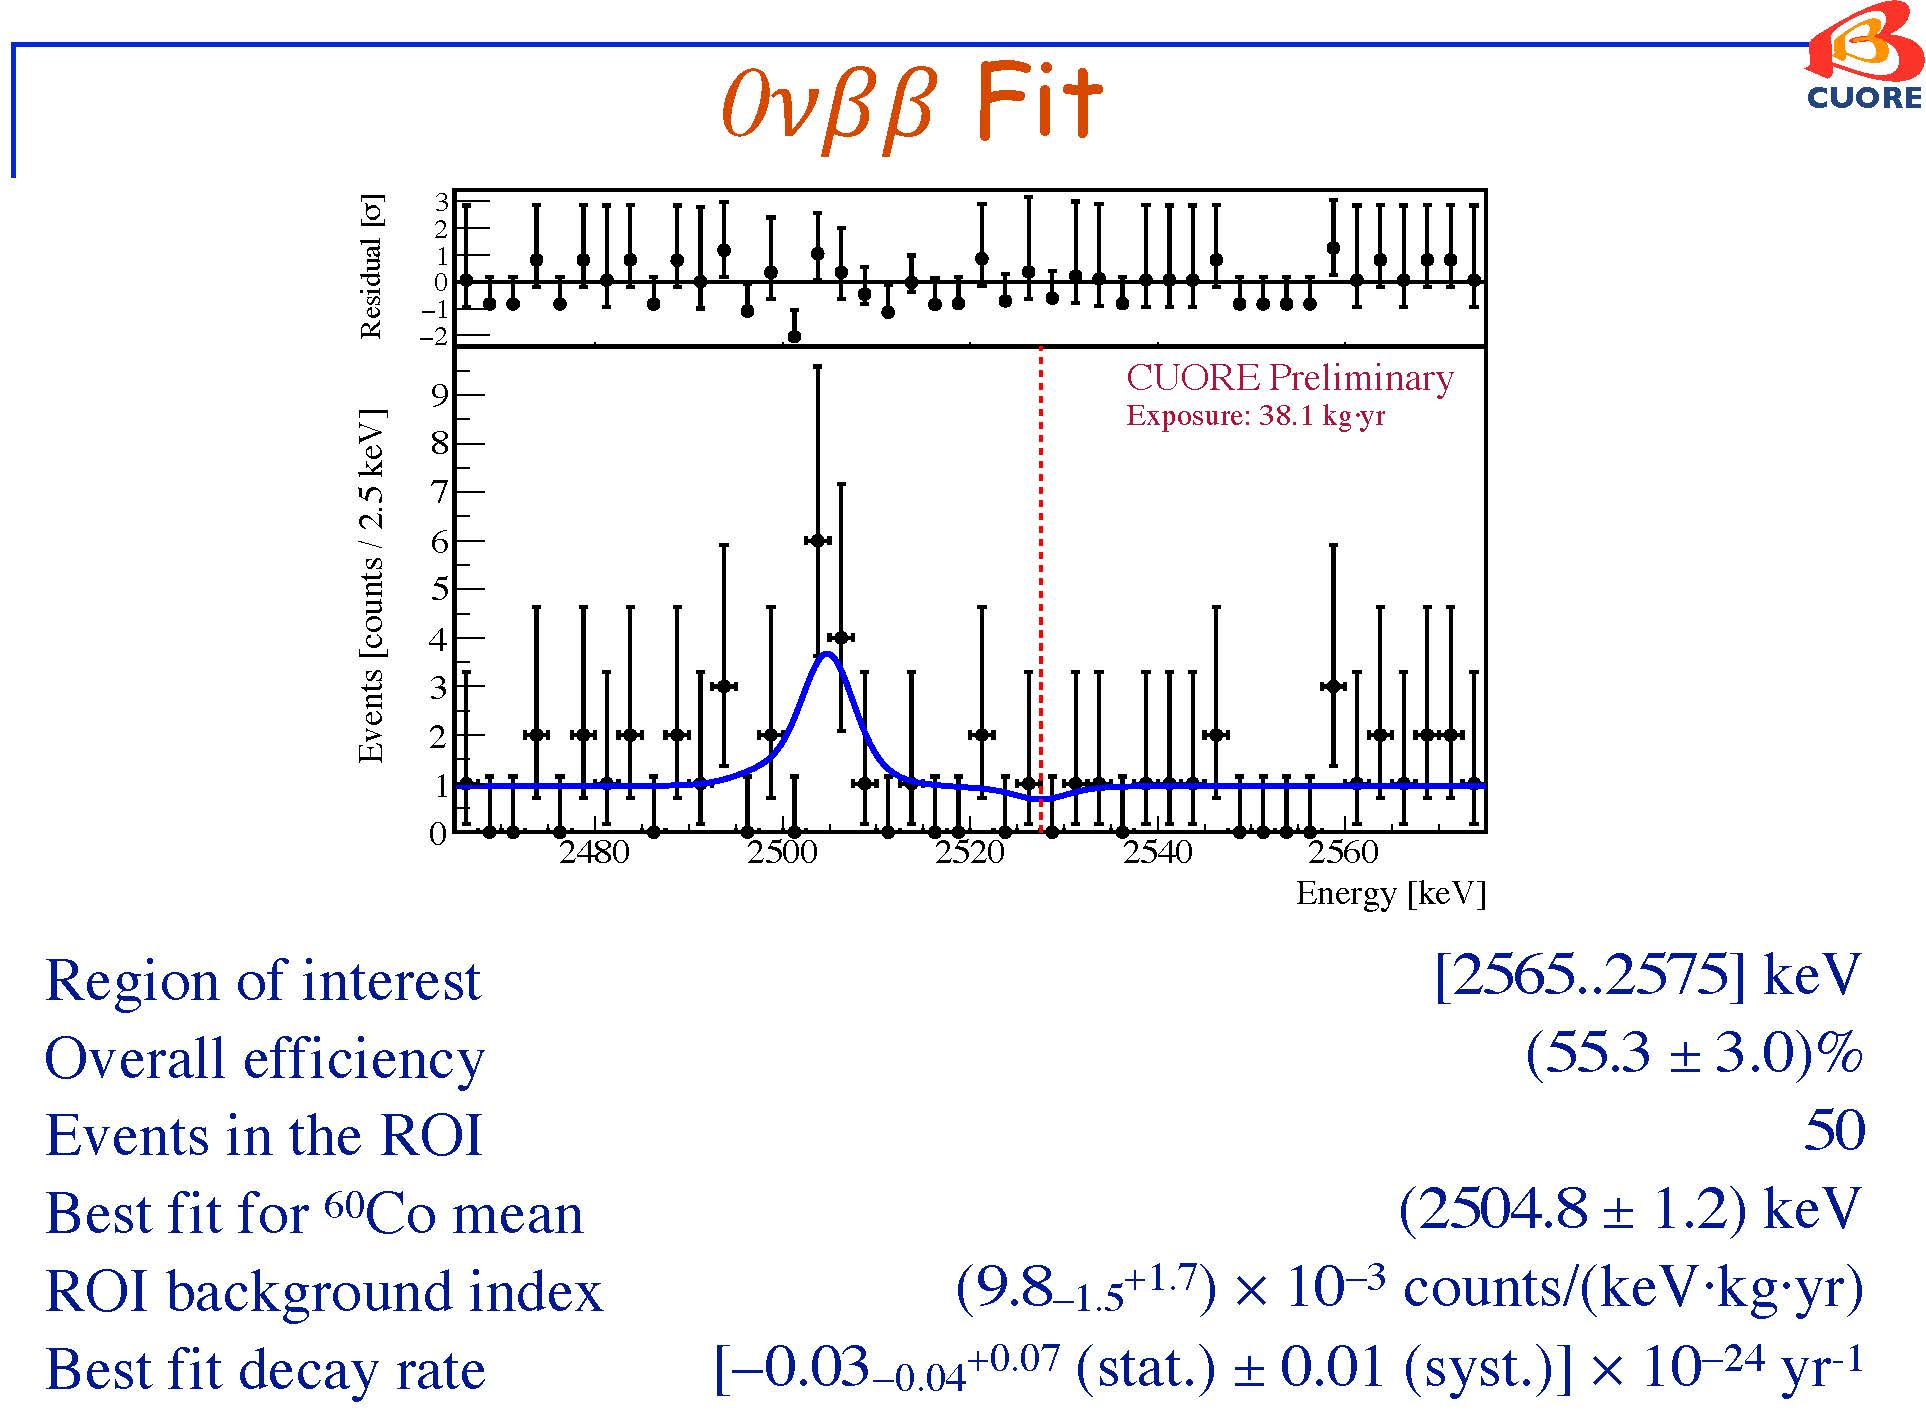 CUORE
0νββ Fit
Residual [σ]
3
2
1
0
−1
−2
CUORE Preliminary
Exposure: 38.1 kg·yr
Events [counts / 2.5 keV]
9
8
7
6
5
4
3
2
1
0
2480 2500 2520 2540 2560
Energy [keV]
Region of interest [2565..2575] keV
Overall efficiency (55.3 ± 3.0)%
Events in the ROI 50
Best fit for ⁶⁰Co mean (2504.8 ± 1.2) keV
ROI background index (9.8₋₁.₅⁺¹·⁷) × 10⁻³ counts/(keV·kg·yr)
Best fit decay rate [−0.03₋₀.₀₄⁺⁰·⁰⁷ (stat.) ± 0.01 (syst.)] × 10⁻²⁴ yr⁻¹